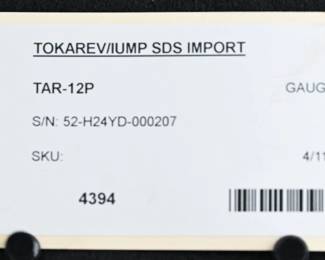 TOKAREV/IUMP SDS IMPORT
TAR-12P GAUG
S/N: 52-H24YD-000207
SKU: 4/11
4394